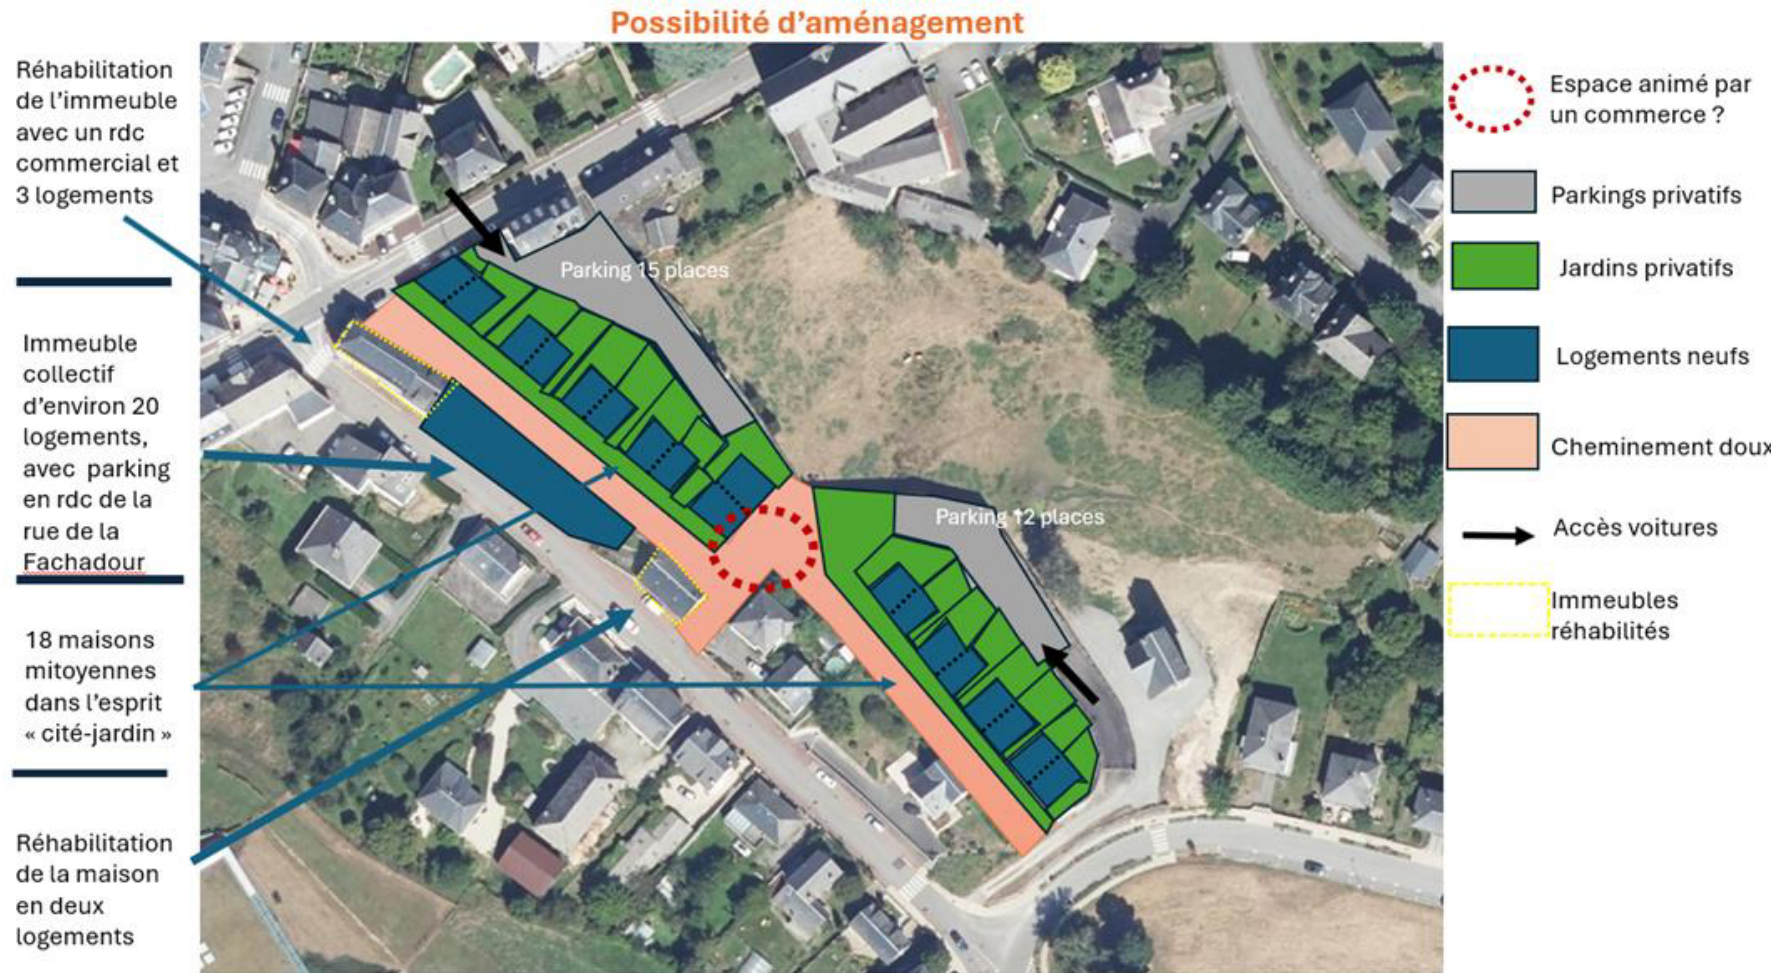 Possibilité d’aménagement
Réhabilitation
de l’immeuble
avec un rdc
commercial et
3 logements
Immeuble
collectif
d’environ 20
logements,
avec parking
en rdc de la
rue de la
Fachadour
18 maisons
mitoyennes
dans l’esprit
« cité-jardin »
Réhabilitation
de la maison
en deux
logements
Parking 15 places
Parking 12 places
Espace animé par
un commerce ?
Parkings privatifs
Jardins privatifs
Logements neufs
Cheminement doux
Accès voitures
Immeubles
réhabilités